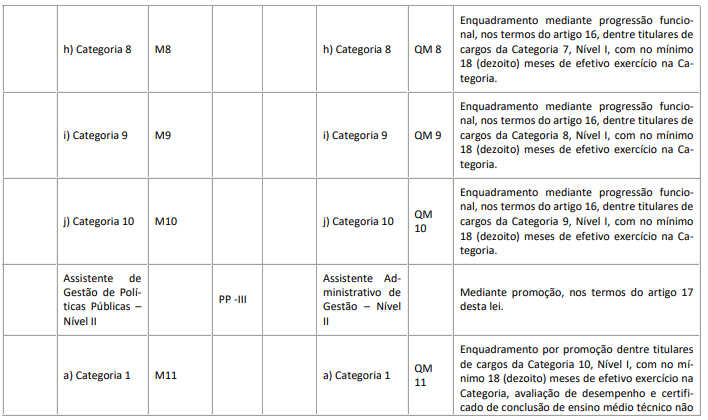 h) Categoria 8
M8
h) Categoria 8
QM 8
Enquadramento mediante progressão funcio-
nal, nos termos do artigo 16, dentre titulares de
cargos da Categoria 7, Nível I, com no mínimo
18 (dezoito) meses de efetivo exercício na Ca-
tegoria.
i) Categoria 9
M9
i) Categoria 9
QM 9
Enquadramento mediante progressão funcio-
nal, nos termos do artigo 16, dentre titulares de
cargos da Categoria 8, Nível I, com no mínimo
18 (dezoito) meses de efetivo exercício na Ca-
tegoria.
j) Categoria 10
M10
j) Categoria 10
QM
10
Enquadramento mediante progressão funcio-
nal, nos termos do artigo 16, dentre titulares de
cargos da Categoria 9, Nível I, com no mínimo
18 (dezoito) meses de efetivo exercício na Ca-
tegoria.
Assistente de
Gestão de Polí-
ticas Públicas –
Nível II
PP -III
Assistente Ad-
ministrativo de
Gestão – Nível
II
Mediante promoção, nos termos do artigo 17
desta lei.
a) Categoria 1
M11
a) Categoria 1
QM
11
Enquadramento por promoção dentre titulares
de cargos da Categoria 10, Nível I, com no mí-
nimo 18 (dezoito) meses de efetivo exercício na
Categoria, avaliação de desempenho e certifi-
cado de conclusão de ensino médio técnico não